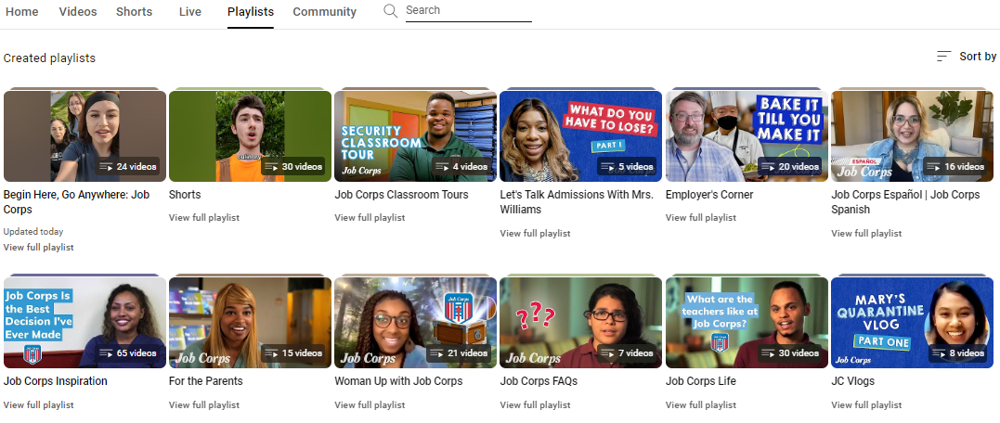 Home Videos Shorts Live Playlists Community Search
Created playlists
Sort by
24 videos
culinary
30 videos
SECURITY
CLASSROOM
TOUR
Job Corps
4 videos
WHAT DO YOU
HAVE TO LOSE?
PART I
5 videos
BAKE IT
TILL YOU
MAKE IT
20 videos
ESPAÑOL
Job Corps
16 videos
Begin Here, Go Anywhere: Job
Corps
Updated today
View full playlist
Shorts
View full playlist
Job Corps Classroom Tours
View full playlist
Let's Talk Admissions With Mrs.
Williams
View full playlist
Employer's Corner
View full playlist
Job Corps Español | Job Corps
Spanish
View full playlist
Job Corps Is
the Best
Decision I've
Ever Made
65 videos
Job Corps
15 videos
Job Corps
Job Corps
21 videos
???
Job Corps
7 videos
What are the
teachers like at
Job Corps?
30 videos
MARY'S
QUARANTINE
VLOG
PART ONE
Job Corps
8 videos
Job Corps Inspiration
View full playlist
For the Parents
View full playlist
Woman Up with Job Corps
View full playlist
Job Corps FAQs
View full playlist
Job Corps Life
View full playlist
JC Vlogs
View full playlist